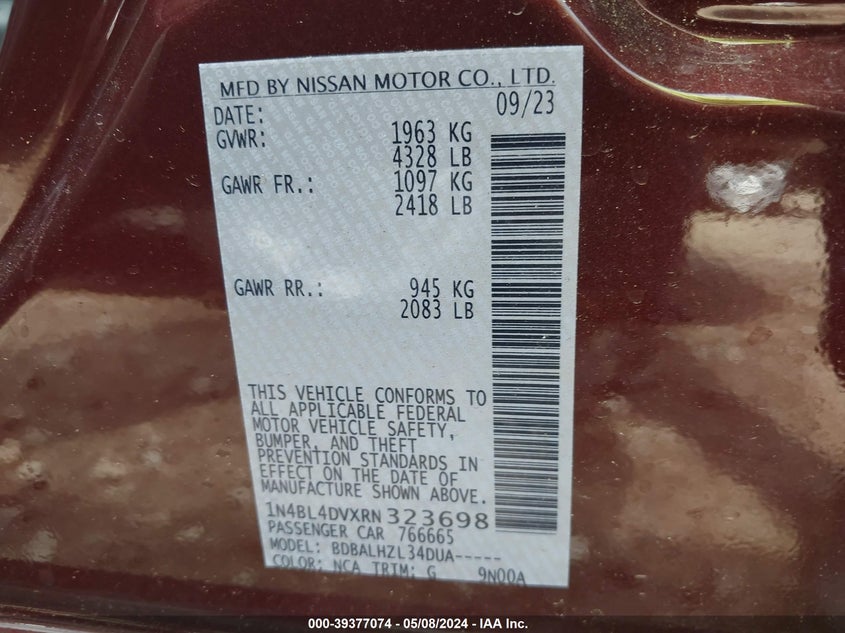 MFD BY NISSAN MOTOR CO., LTD.
DATE: 09/23
GVWR: 1963 KG
4328 LB
GAWR FR.: 1097 KG
2418 LB
GAWR RR.: 945 KG
2083 LB
THIS VEHICLE CONFORMS TO
ALL APPLICABLE FEDERAL
MOTOR VEHICLE SAFETY,
BUMPER, AND THEFT
PREVENTION STANDARDS IN
EFFECT ON THE DATE OF
MANUFACTURE SHOWN ABOVE.
1N4BL4DVXRN323698
PASSENGER CAR 766665
MODEL: BDBALHZL34DUA-----
COLOR: NCA TRIM: G 9N00A
000-39377074 - 05/08/2024 - IAA Inc.